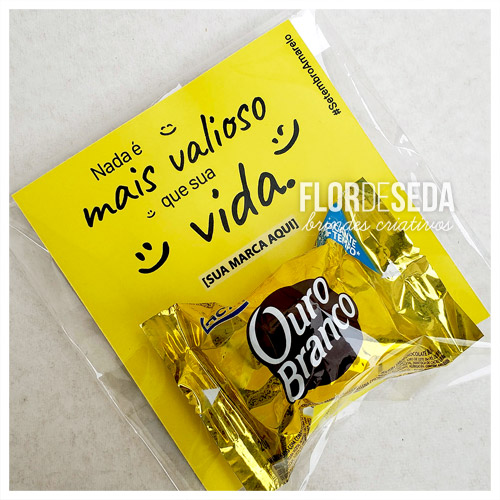 #SetembroAmarelo
Nada é
mais valioso
que sua
vida.
[SUA MARCA AQUI]
FLORDESEDA
brindes criativos
Ouro
Branco